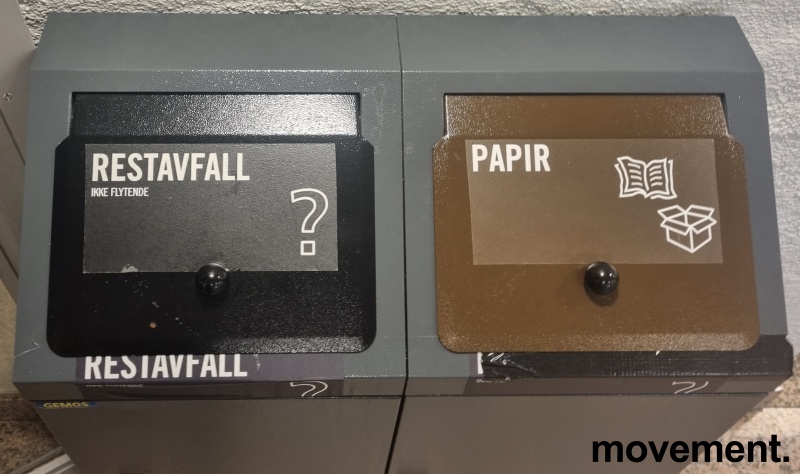 RESTAVFALL
IKKE FLYTENDE
?
PAPIR
RESTAVFALL
?
GEMOS
movement.